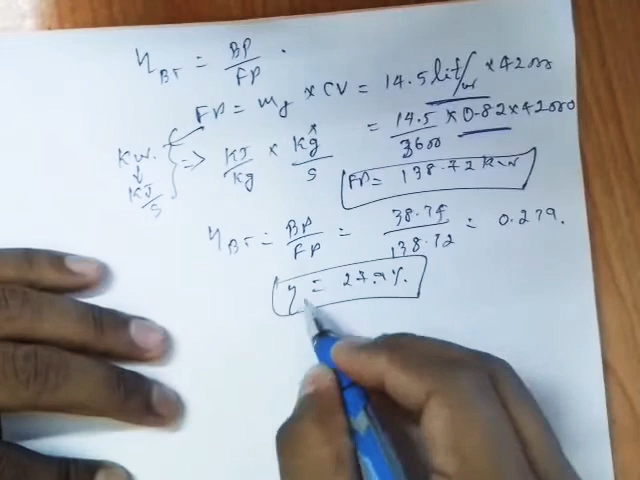 η_BT = BP/FP .
FP = m_f × CV = 14.5 lit/hr × 42000
= 14.5/3600 × 0.82 × 42000
kW. ↓ kJ/s } => kJ/kg × kg/s
FP = 138.72 kW
η_BT = BP/FP = 38.75/138.72 = 0.279.
η = 27.9%.